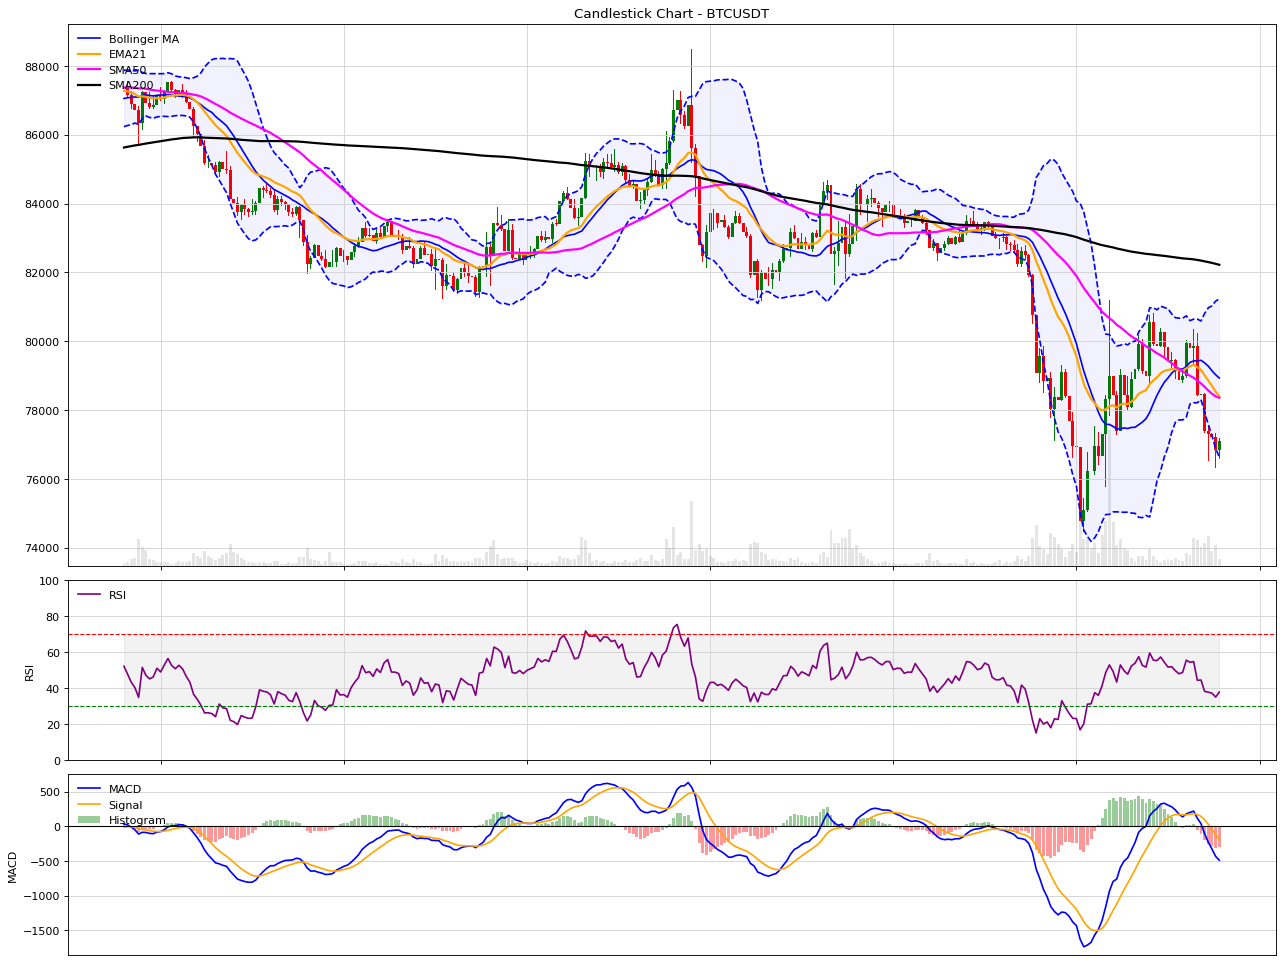 Candlestick Chart - BTCUSDT
Bollinger MA
EMA21
SMA50
SMA200
88000
86000
84000
82000
80000
78000
76000
74000
RSI
RSI
100
80
60
40
20
0
MACD
Signal
Histogram
MACD
500
0
−500
−1000
−1500